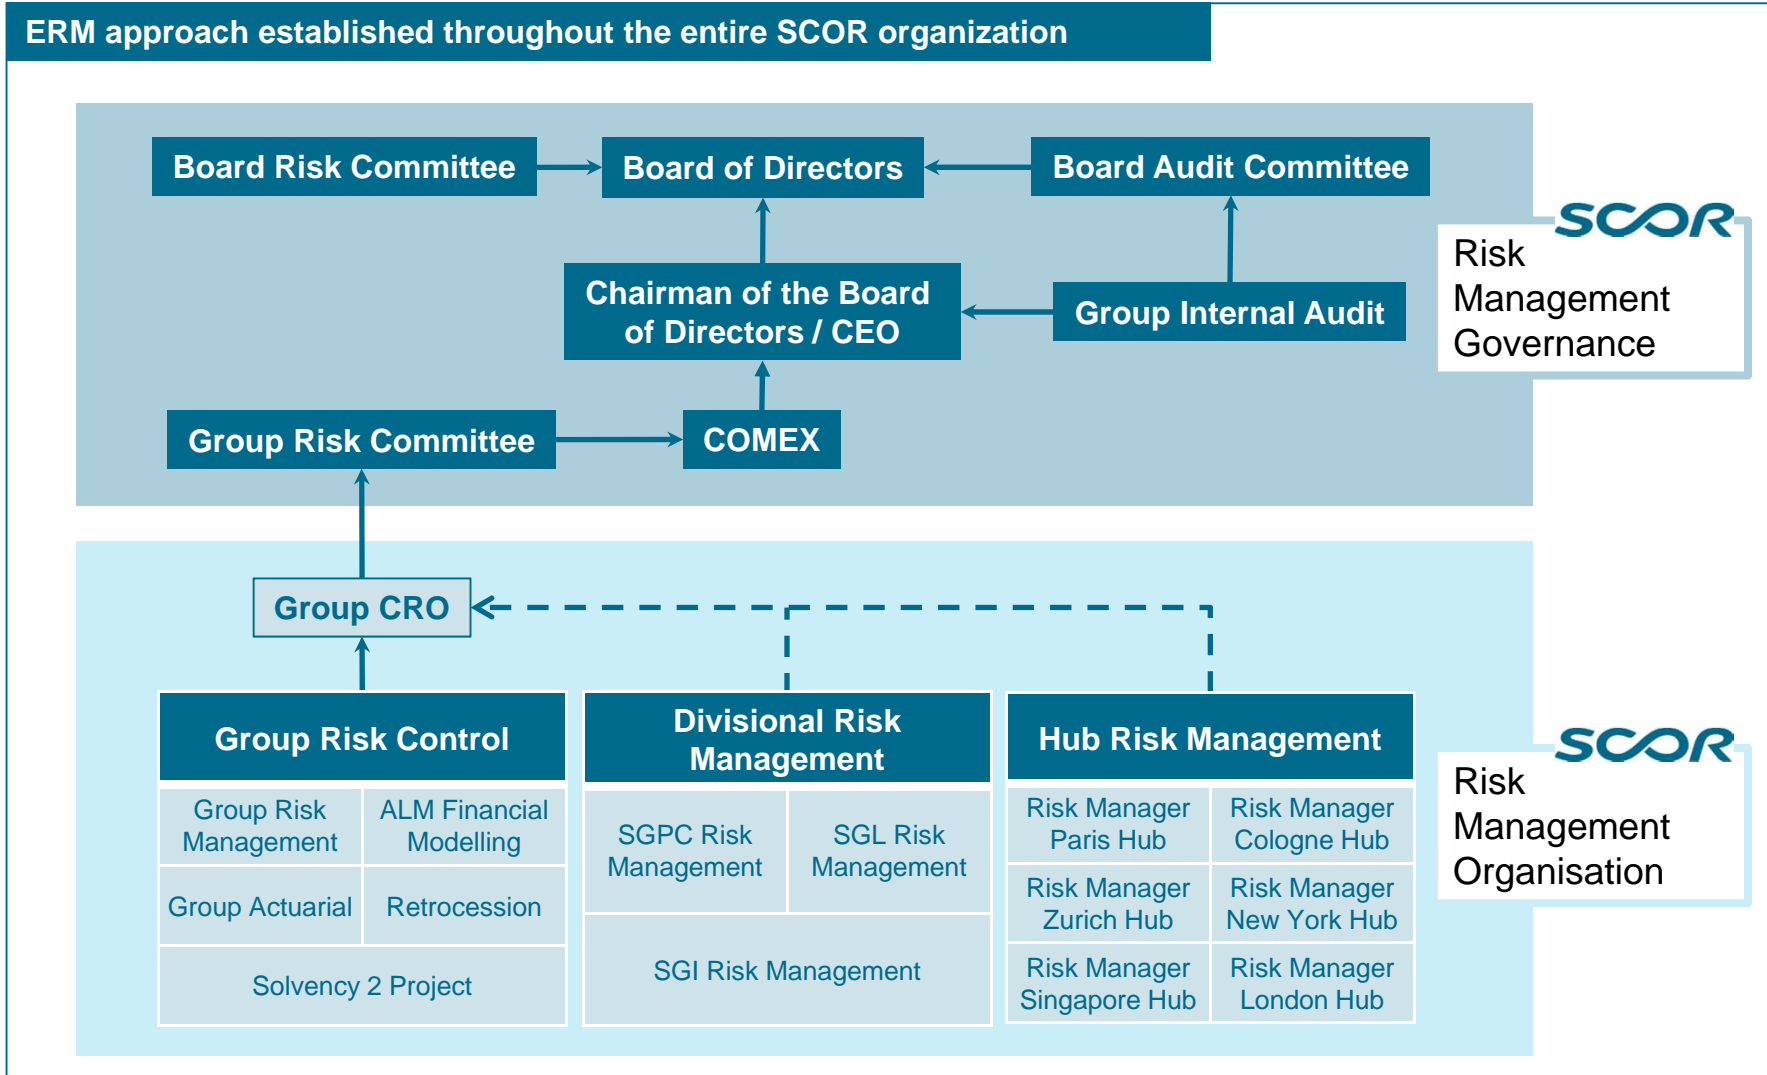 ERM approach established throughout the entire SCOR organization
Board Risk Committee
Board of Directors
Board Audit Committee
SCOR
Risk
Management
Governance
Chairman of the Board
of Directors / CEO
Group Internal Audit
Group Risk Committee
COMEX
Group CRO
Group Risk Control
Group Risk
Management
ALM Financial
Modelling
Group Actuarial
Retrocession
Solvency 2 Project
Divisional Risk
Management
SGPC Risk
Management
SGL Risk
Management
SGI Risk Management
Hub Risk Management
Risk Manager
Paris Hub
Risk Manager
Cologne Hub
Risk Manager
Zurich Hub
Risk Manager
New York Hub
Risk Manager
Singapore Hub
Risk Manager
London Hub
SCOR
Risk
Management
Organisation